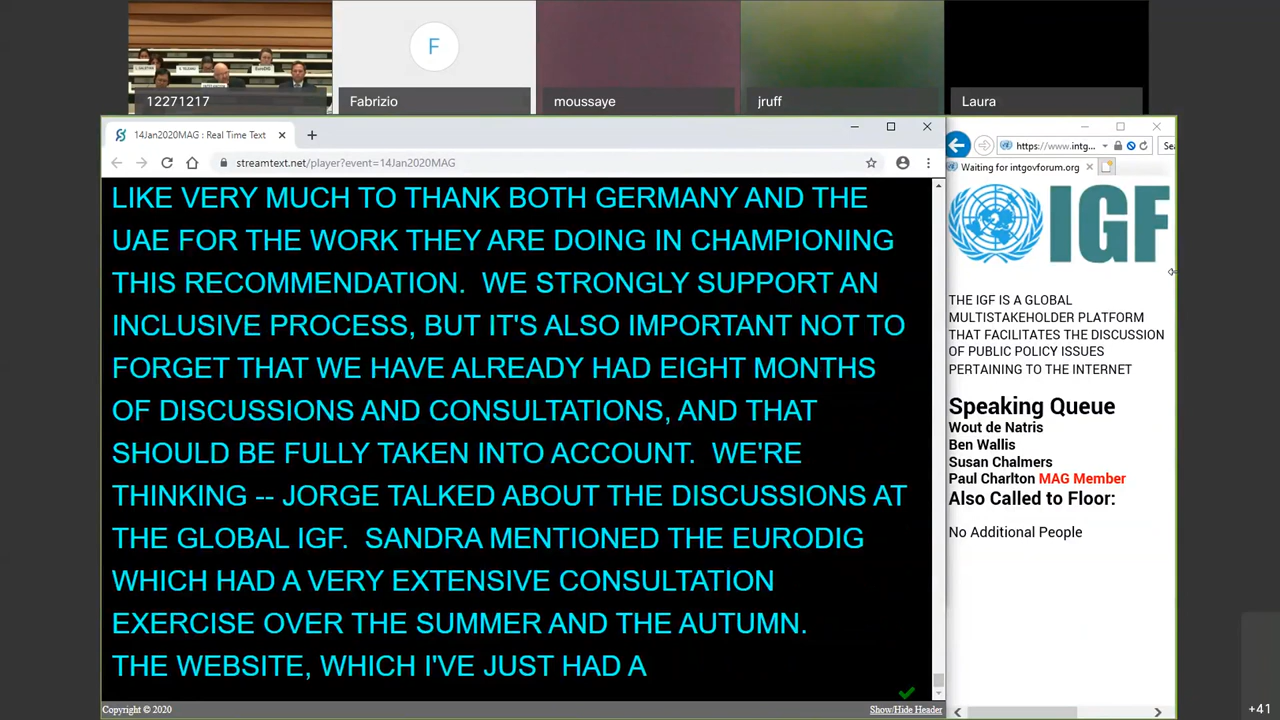 F
12271217
Fabrizio
moussaye
jruff
Laura
14Jan2020MAG : Real Time Text
streamtext.net/player?event=14Jan2020MAG
LIKE VERY MUCH TO THANK BOTH GERMANY AND THE
UAE FOR THE WORK THEY ARE DOING IN CHAMPIONING
THIS RECOMMENDATION.  WE STRONGLY SUPPORT AN
INCLUSIVE PROCESS, BUT IT'S ALSO IMPORTANT NOT TO
FORGET THAT WE HAVE ALREADY HAD EIGHT MONTHS
OF DISCUSSIONS AND CONSULTATIONS, AND THAT
SHOULD BE FULLY TAKEN INTO ACCOUNT.  WE'RE
THINKING -- JORGE TALKED ABOUT THE DISCUSSIONS AT
THE GLOBAL IGF.  SANDRA MENTIONED THE EURODIG
WHICH HAD A VERY EXTENSIVE CONSULTATION
EXERCISE OVER THE SUMMER AND THE AUTUMN.
THE WEBSITE, WHICH I'VE JUST HAD A
Copyright © 2020
Show/Hide Header
https://www.intg...
Sea
Waiting for intgovforum.org
IGF
THE IGF IS A GLOBAL
MULTISTAKEHOLDER PLATFORM
THAT FACILITATES THE DISCUSSION
OF PUBLIC POLICY ISSUES
PERTAINING TO THE INTERNET
Speaking Queue
Wout de Natris
Ben Wallis
Susan Chalmers
Paul Charlton MAG Member
Also Called to Floor:
No Additional People
+41